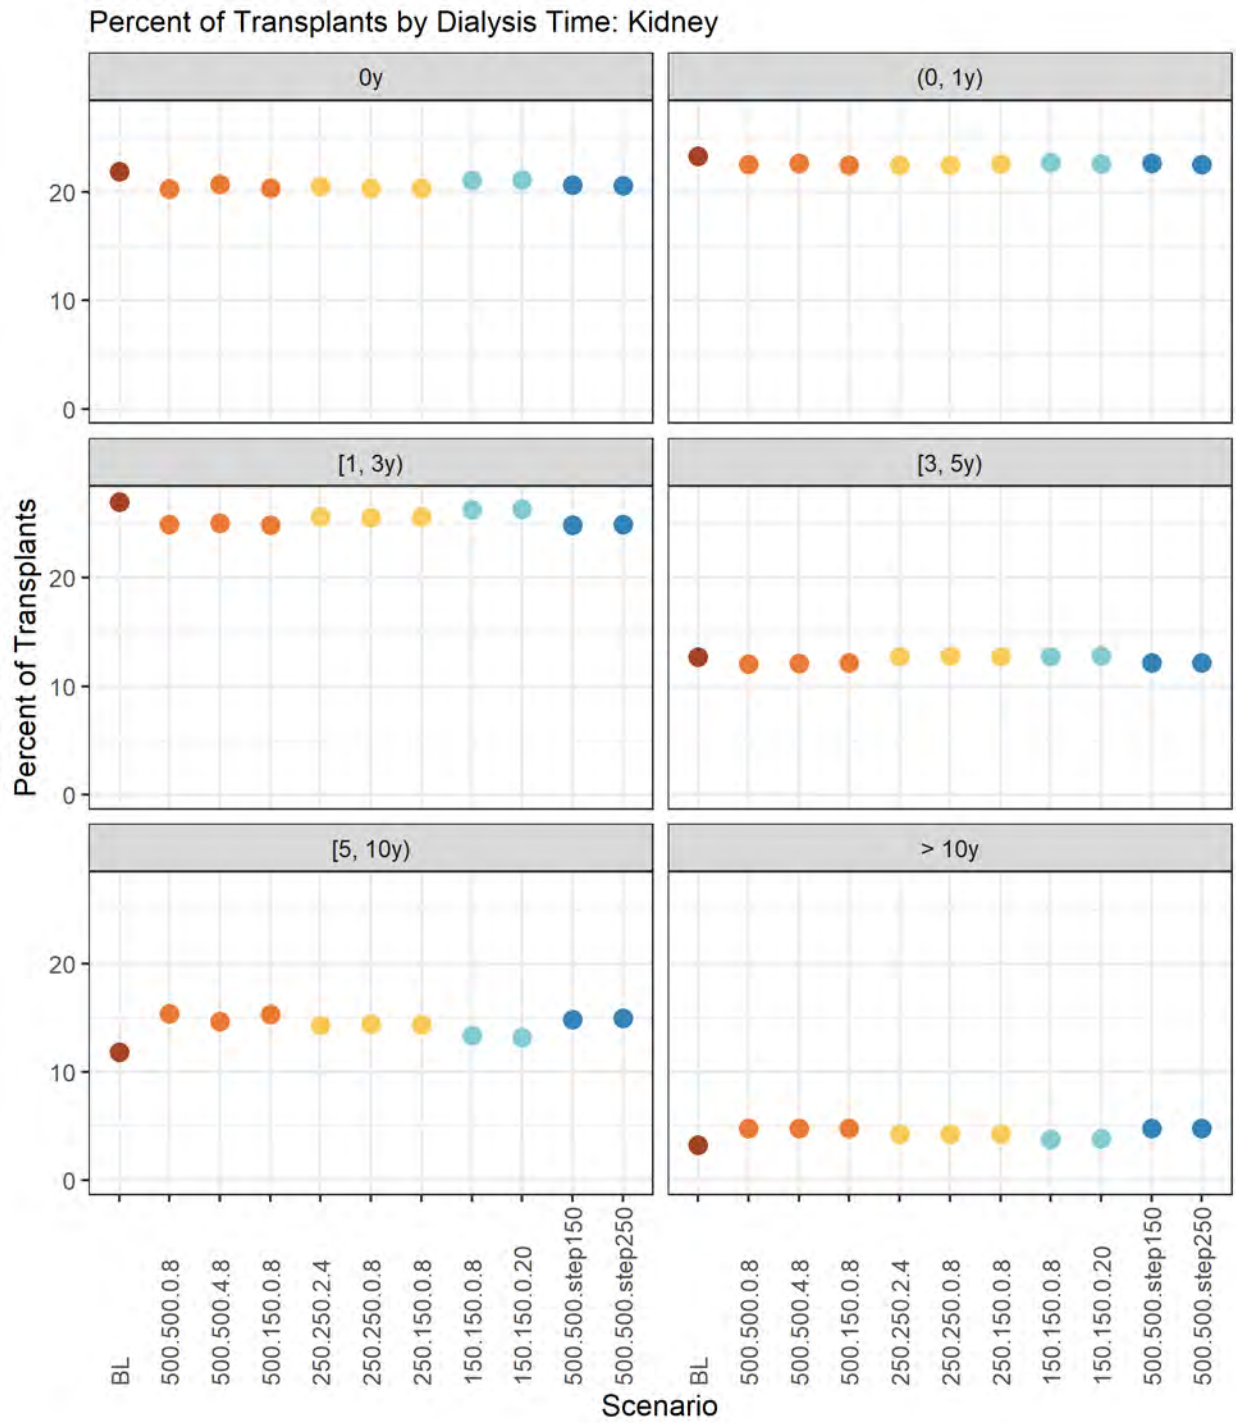 Percent of Transplants by Dialysis Time: Kidney
0y
(0, 1y)
20
10
0
[1, 3y)
[3, 5y)
20
10
0
Percent of Transplants
[5, 10y)
> 10y
20
10
0
BL
500.500.0.8
500.500.4.8
500.150.0.8
250.250.2.4
250.250.0.8
250.150.0.8
150.150.0.8
150.150.0.20
500.500.step150
500.500.step250
BL
500.500.0.8
500.500.4.8
500.150.0.8
250.250.2.4
250.250.0.8
250.150.0.8
150.150.0.8
150.150.0.20
500.500.step150
500.500.step250
Scenario